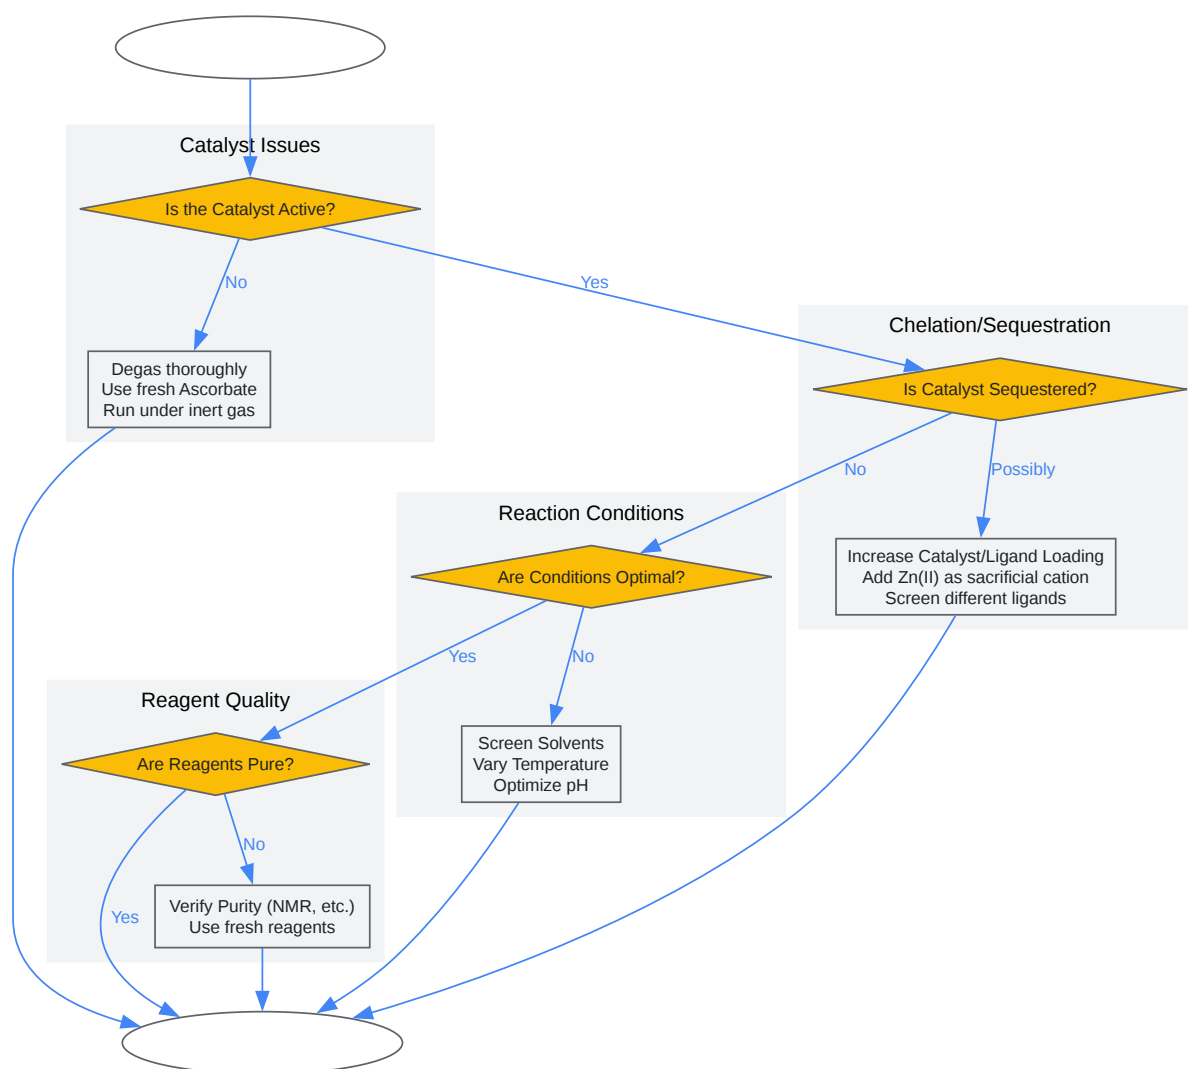 Catalyst Issues
Is the Catalyst Active?
No
Yes
Degas thoroughly
Use fresh Ascorbate
Run under inert gas
Chelation/Sequestration
Is Catalyst Sequestered?
No
Possibly
Increase Catalyst/Ligand Loading
Add Zn(II) as sacrificial cation
Screen different ligands
Reaction Conditions
Are Conditions Optimal?
Yes
No
Screen Solvents
Vary Temperature
Optimize pH
Reagent Quality
Are Reagents Pure?
No
Yes
Verify Purity (NMR, etc.)
Use fresh reagents